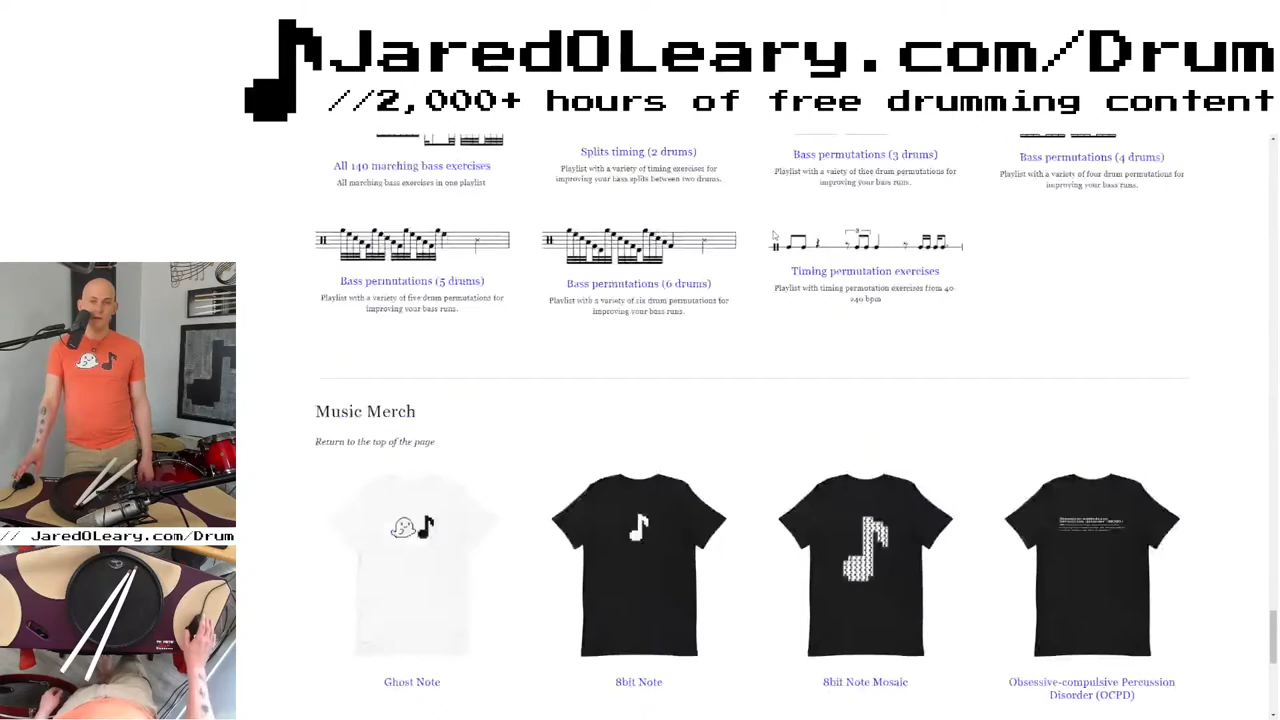 JaredOLeary.com/Drum
//2,000+ hours of free drumming content
All 140 marching bass exercises
All marching bass exercises in one playlist
Splits timing (2 drums)
Playlist with a variety of timing exercises for
improving your bass splits between two drums.
Bass permutations (3 drums)
Playlist with a vaiety of thee drum permutations for
improving your bass runs.
Bass permutations (4 drums)
Playlist with a variety of four drum permutations for
improving your bass runs.
Bass permutations (5 drums)
Playlist with a variety of five drum permutations for
improving your bass runs.
Bass permutations (6 drums)
Playlist with a variety of six drum permutations for
improving your bass runs.
3
Timing permutation exercises
Playlist with timing permutation exercises from 40-
240 bpm
Music Merch
Return to the top of the page
Ghost Note
8bit Note
8bit Note Mosaic
Obsessive-compulsive Percussion
Disorder (OCPD)
// JaredOLeary.com/Drum